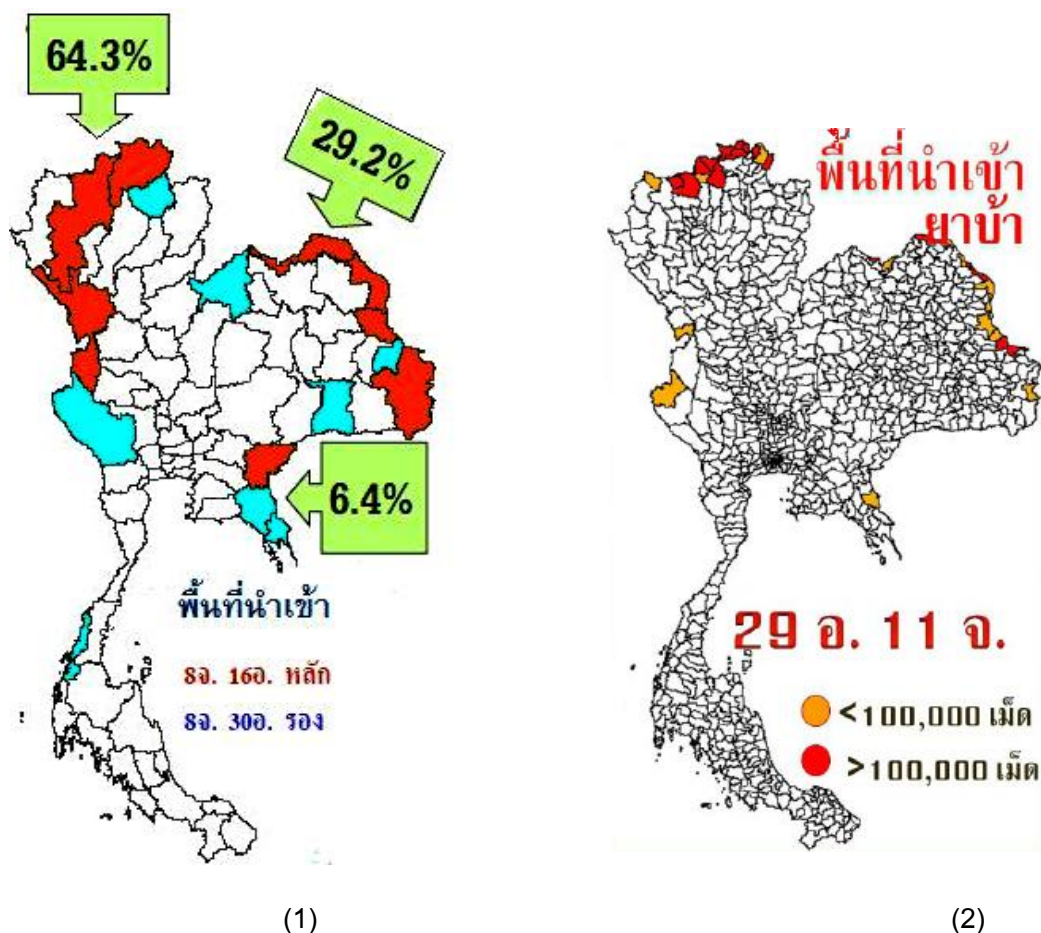 64.3%
29.2%
6.4%
พื้นที่นำเข้า
8จ. 16อ. หลัก
8จ. 30อ. รอง
(1)
พื้นที่นำเข้า
ยาบ้า
29 อ. 11 จ.
<100,000 เม็ด
>100,000 เม็ด
(2)